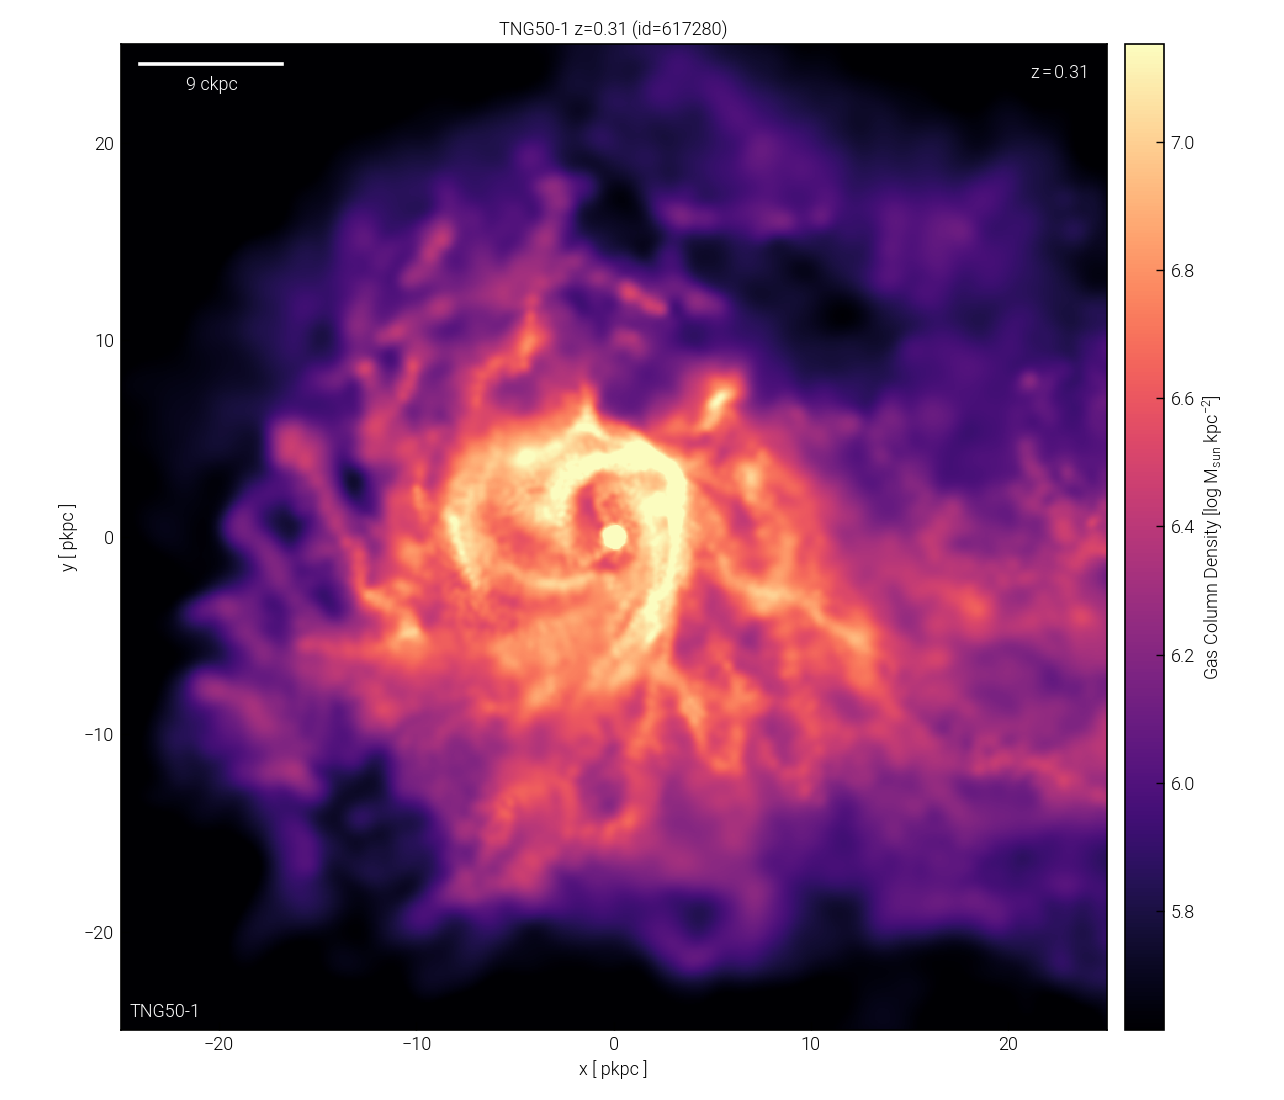 TNG50-1 z=0.31 (id=617280)
9 ckpc
z=0.31
20
10
0
−10
−20
y [ pkpc ]
TNG50-1
−20
−10
0
10
20
x [ pkpc ]
7.0
6.8
6.6
6.4
6.2
6.0
5.8
Gas Column Density [log M_sun kpc^−2]